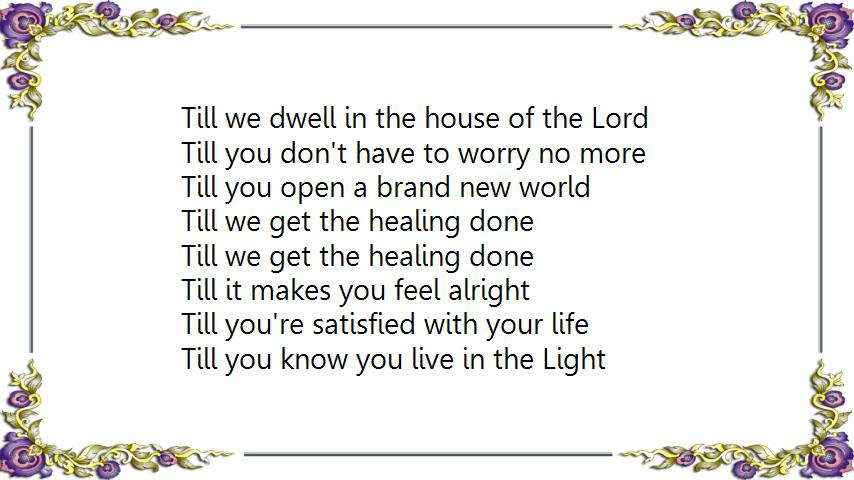 Till we dwell in the house of the Lord
Till you don't have to worry no more
Till you open a brand new world
Till we get the healing done
Till we get the healing done
Till it makes you feel alright
Till you're satisfied with your life
Till you know you live in the Light